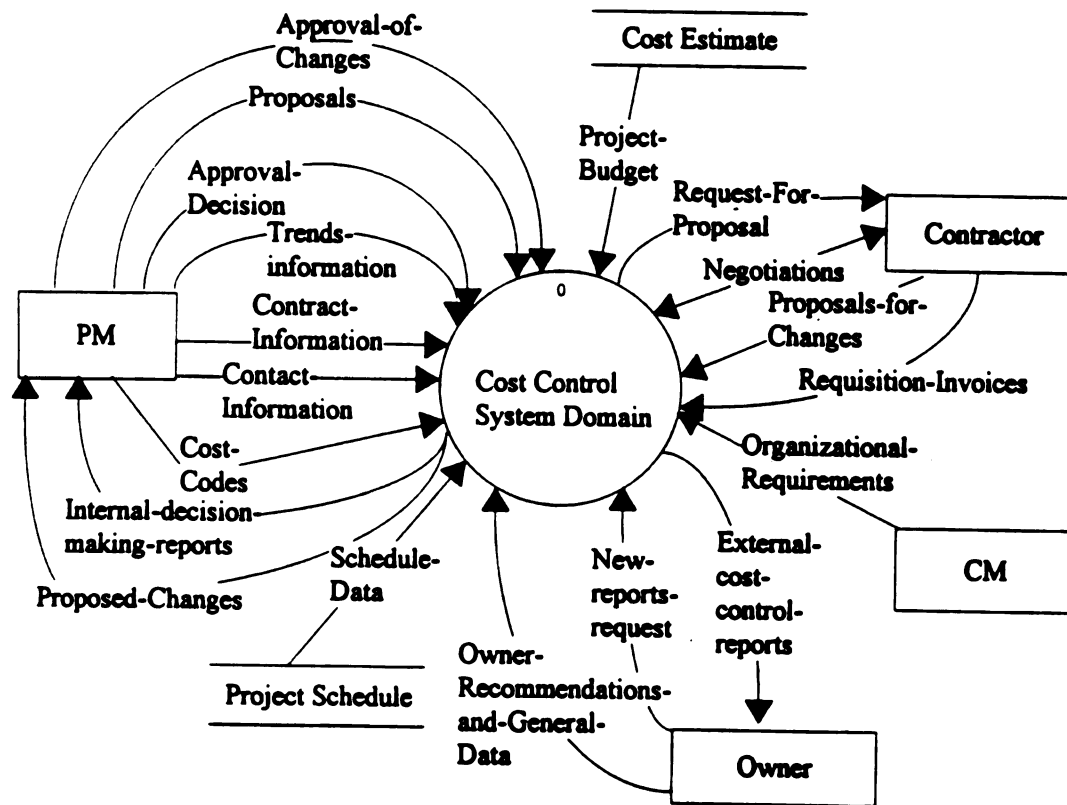 Approval-of-
Changes
Cost Estimate
Proposals
Project-
Budget
Approval-
Decision
Request-For-
Proposal
Contractor
Trends-
information
Negotiations
0
Proposals-for-
Changes
Contract-
Information
PM
Contact
Information
Requisition-Invoices
Cost Control
System Domain
Organizational-
Requirements
Cost-
Codes
Internal-decision-
making-reports
Schedule-
Data
New-
reports-
request
External-
cost-
control-
reports
CM
Proposed-Changes
Owner-
Recommendations-
and-General-
Data
Project Schedule
Owner